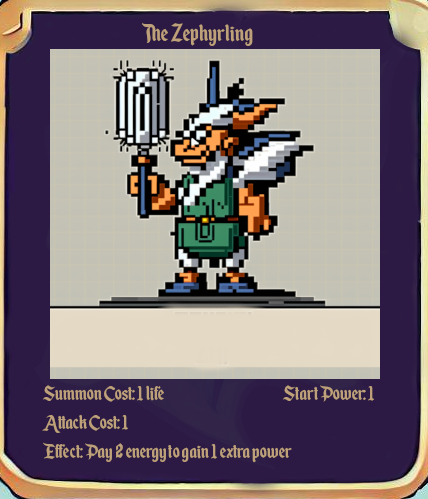 The Zephyrling
Summon Cost: 1 life
Start Power: 1
Attack Cost: 1
Effect: Pay 2 energy to gain 1 extra power